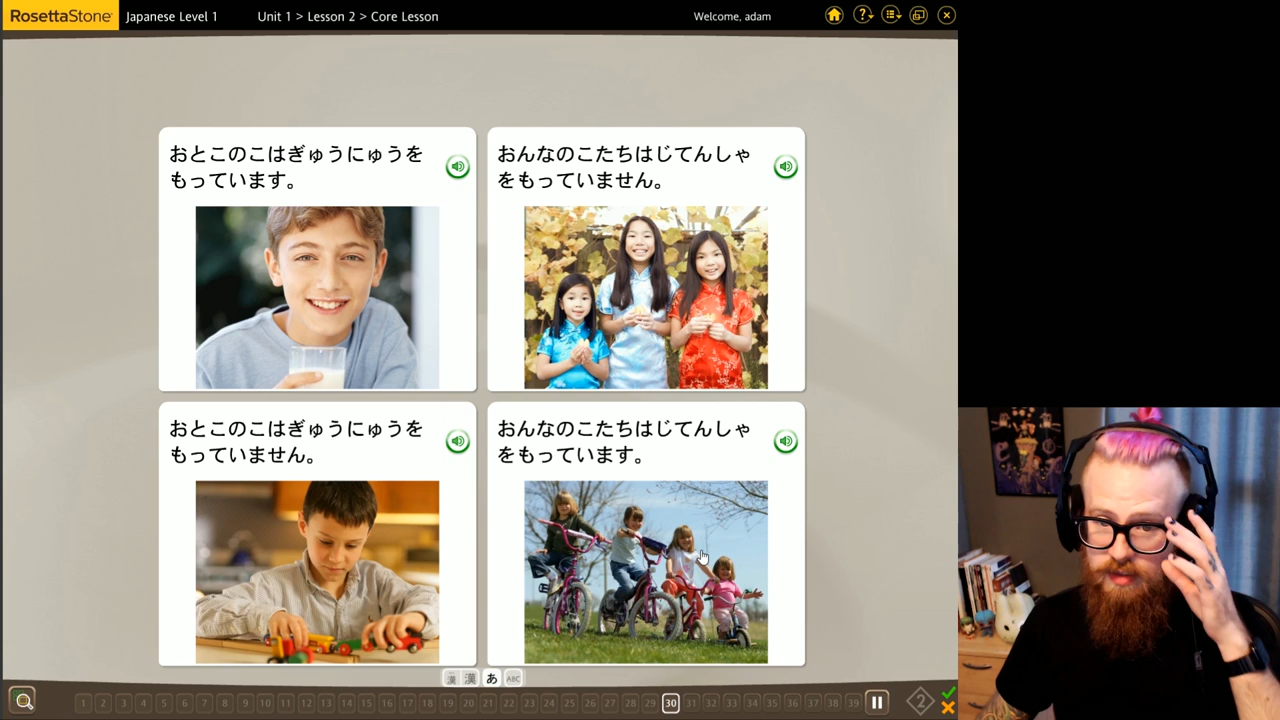 RosettaStone
Japanese Level 1
Unit 1 > Lesson 2 > Core Lesson
Welcome, adam
おとこのこはぎゅうにゅうを
もっています。
おんなのこたちはじてんしゃ
をもっていません。
おとこのこはぎゅうにゅうを
もっていません。
おんなのこたちはじてんしゃ
をもっています。
漢 漢 あ ABC
1 2 3 4 5 6 7 8 9 10 11 12 13 14 15 16 17 18 19 20 21 22 23 24 25 26 27 28 29 30 31 32 33 34 35 36 37 38 39
2